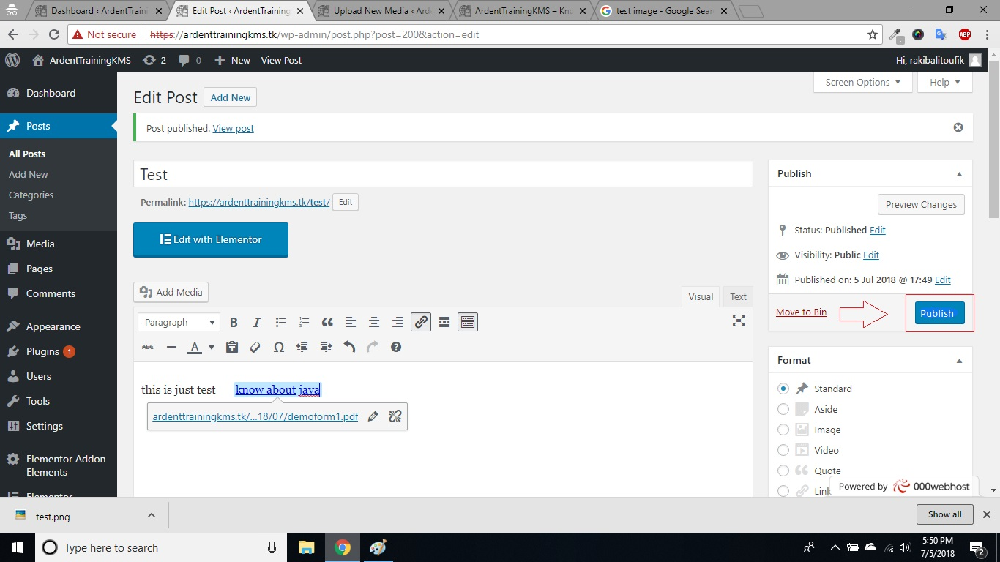 Dashboard ‹ ArdentTrain
Edit Post ‹ ArdentTraining
Upload New Media ‹ Ard
ArdentTrainingKMS – Kno
test image - Google Sear
Not secure https://ardenttrainingkms.tk/wp-admin/post.php?post=200&action=edit
ABP
ArdentTrainingKMS 2 0 New View Post Hi, rakibalitoufik
Screen Options Help
Dashboard
Posts
All Posts
Add New
Categories
Tags
Media
Pages
Comments
Appearance
Plugins 1
Users
Tools
Settings
Elementor Addon
Elements
Elementor
Edit Post Add New
Post published. View post
Test
Permalink: https://ardenttrainingkms.tk/test/ Edit
Edit with Elementor
Add Media
Visual Text
Paragraph B I
ABC A
this is just test know about java
ardenttrainingkms.tk/...18/07/demoform1.pdf
Publish
Preview Changes
Status: Published Edit
Visibility: Public Edit
Published on: 5 Jul 2018 @ 17:49 Edit
Move to Bin Publish
Format
Standard
Aside
Image
Video
Quote
Link
Powered by 000webhost
test.png
Show all
Type here to search
5:50 PM
7/5/2018
2